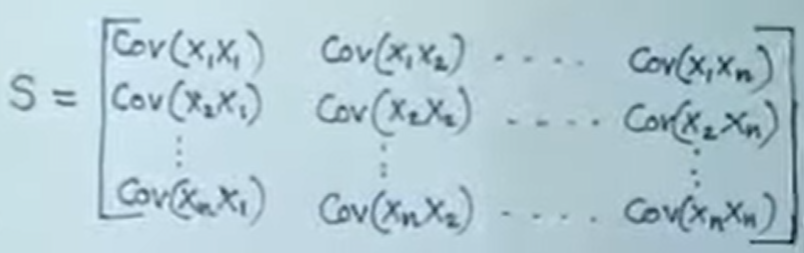 S = [Cov(x₁x₁) Cov(x₁x₂) ---- Cov(x₁xₙ)
Cov(x₂x₁) Cov(x₂x₂) ---- Cov(x₂xₙ)
⋮ ⋮ ⋮
Cov(xₙx₁) Cov(xₙx₂) ---- Cov(xₙxₙ)]